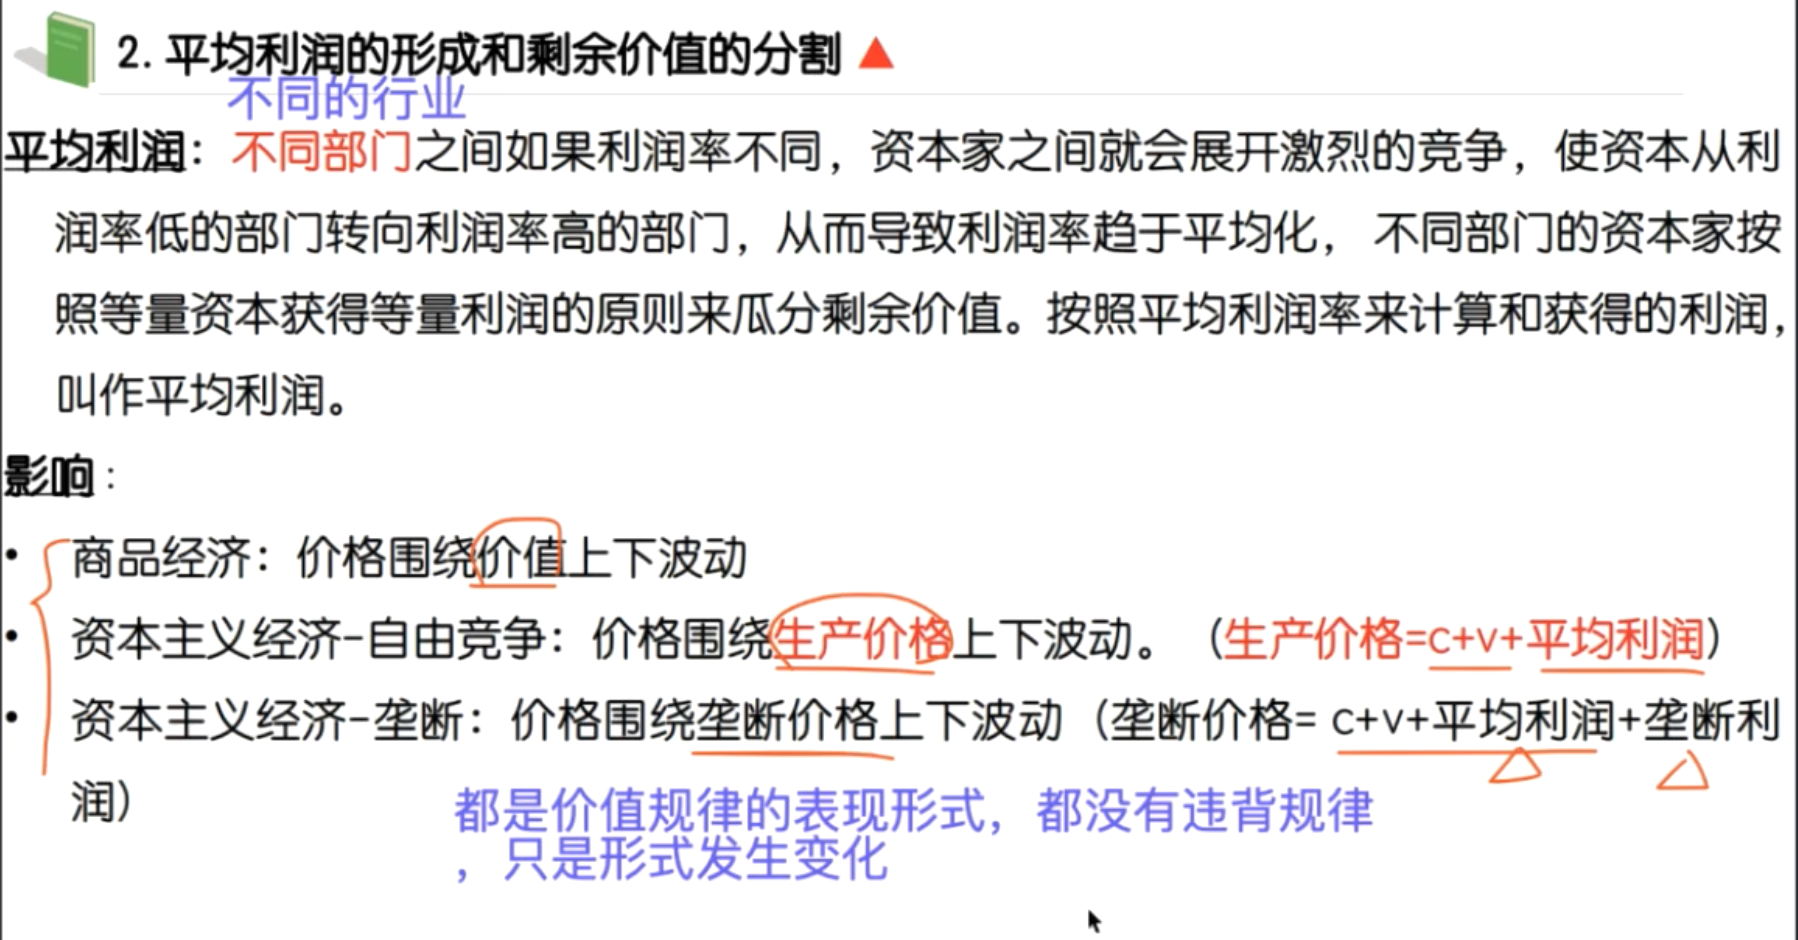 2. 平均利润的形成和剩余价值的分割
不同的行业
平均利润：不同部门之间如果利润率不同，资本家之间就会展开激烈的竞争，使资本从利
润率低的部门转向利润率高的部门，从而导致利润率趋于平均化， 不同部门的资本家按
照等量资本获得等量利润的原则来瓜分剩余价值。按照平均利润率来计算和获得的利润，
叫作平均利润。
影响：
• 商品经济：价格围绕价值上下波动
• 资本主义经济-自由竞争：价格围绕生产价格上下波动。（生产价格=c+v+平均利润）
• 资本主义经济-垄断：价格围绕垄断价格上下波动（垄断价格= c+v+平均利润+垄断利
润）
都是价值规律的表现形式，都没有违背规律
，只是形式发生变化